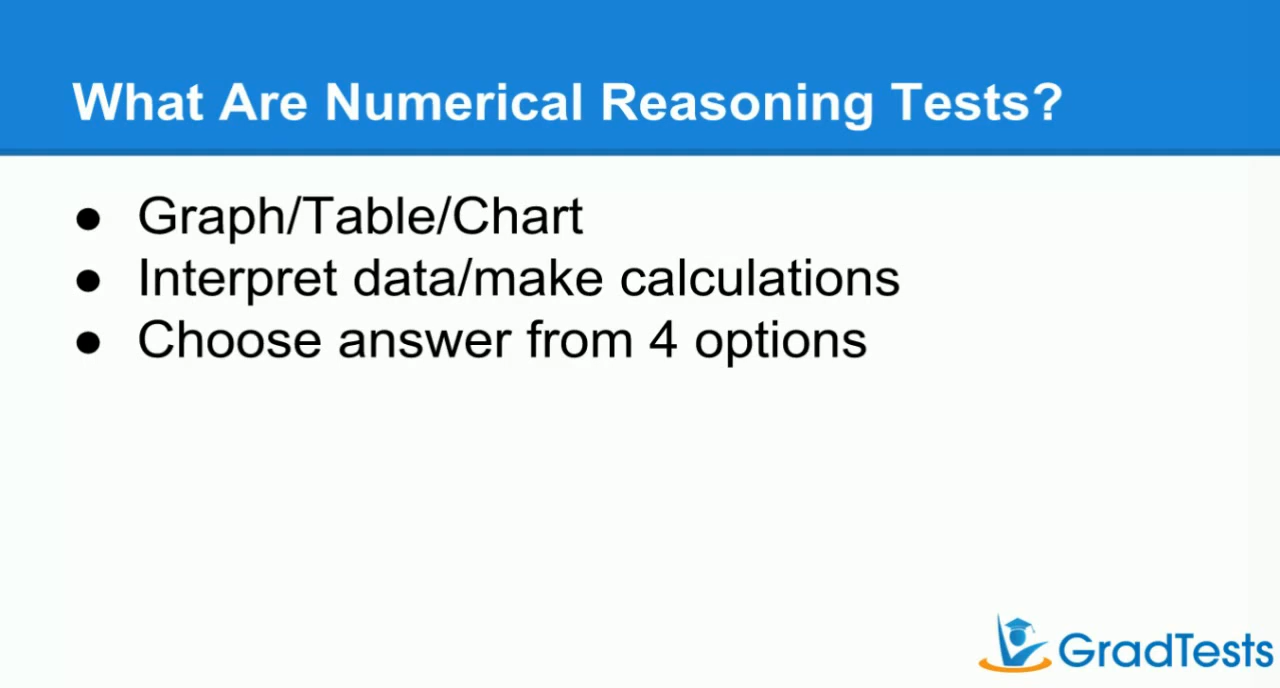 What Are Numerical Reasoning Tests?
● Graph/Table/Chart
● Interpret data/make calculations
● Choose answer from 4 options
GradTests